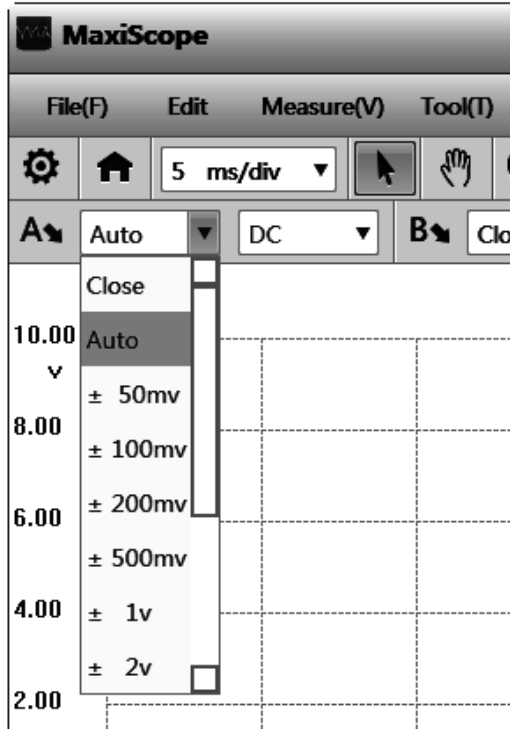 MaxiScope
File(F) Edit Measure(V) Tool(T)
5 ms/div
A Auto DC B Clo
Close
10.00 Auto
v
± 50mv
8.00
± 100mv
± 200mv
6.00
± 500mv
4.00 ± 1v
± 2v
2.00